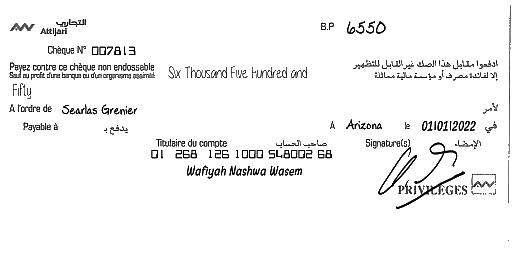 التجاري
Attijari
B.P 6550
Chèque N° 007813
Payez contre ce chèque non endossable
Sauf au profit d'une banque ou d'un organisme assimilé
Six Thousand Five Hundred and
ادفعوا مقابل هذا الصك غير القابل للتظهير
إلا لفائدة مصرف أو مؤسسة مالية مماثلة
Fifty
A l'ordre de Searlas Grenier لأمر
Payable à يدفع بـ
A Arizona le 01/01/2022 في
Titulaire du compte صاحب الحساب
Signature(s) الإمضاء
01 268 126 1000 548002 68
Wafiyah Nashwa Wasem
PRIVILÈGES